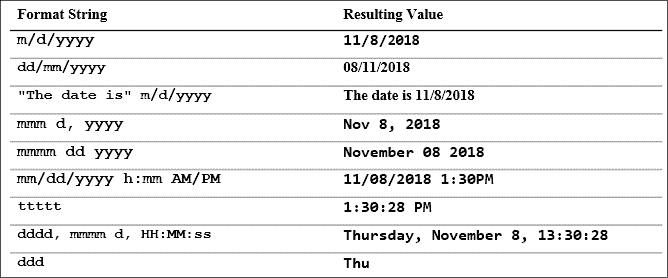 Format String Resulting Value
m/d/yyyy 11/8/2018
dd/mm/yyyy 08/11/2018
"The date is" m/d/yyyy The date is 11/8/2018
mmm d, yyyy Nov 8, 2018
mmmm dd yyyy November 08 2018
mm/dd/yyyy h:mm AM/PM 11/08/2018 1:30PM
ttttt 1:30:28 PM
dddd, mmmm d, HH:MM:ss Thursday, November 8, 13:30:28
ddd Thu